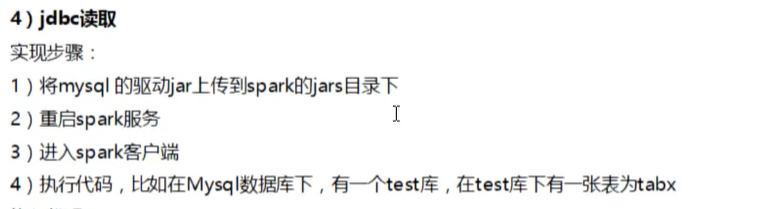 4）jdbc读取
实现步骤：
1）将mysql 的驱动jar上传到spark的jars目录下
2）重启spark服务
3）进入spark客户端
4）执行代码，比如在Mysql数据库下，有一个test库，在test库下有一张表为tabx